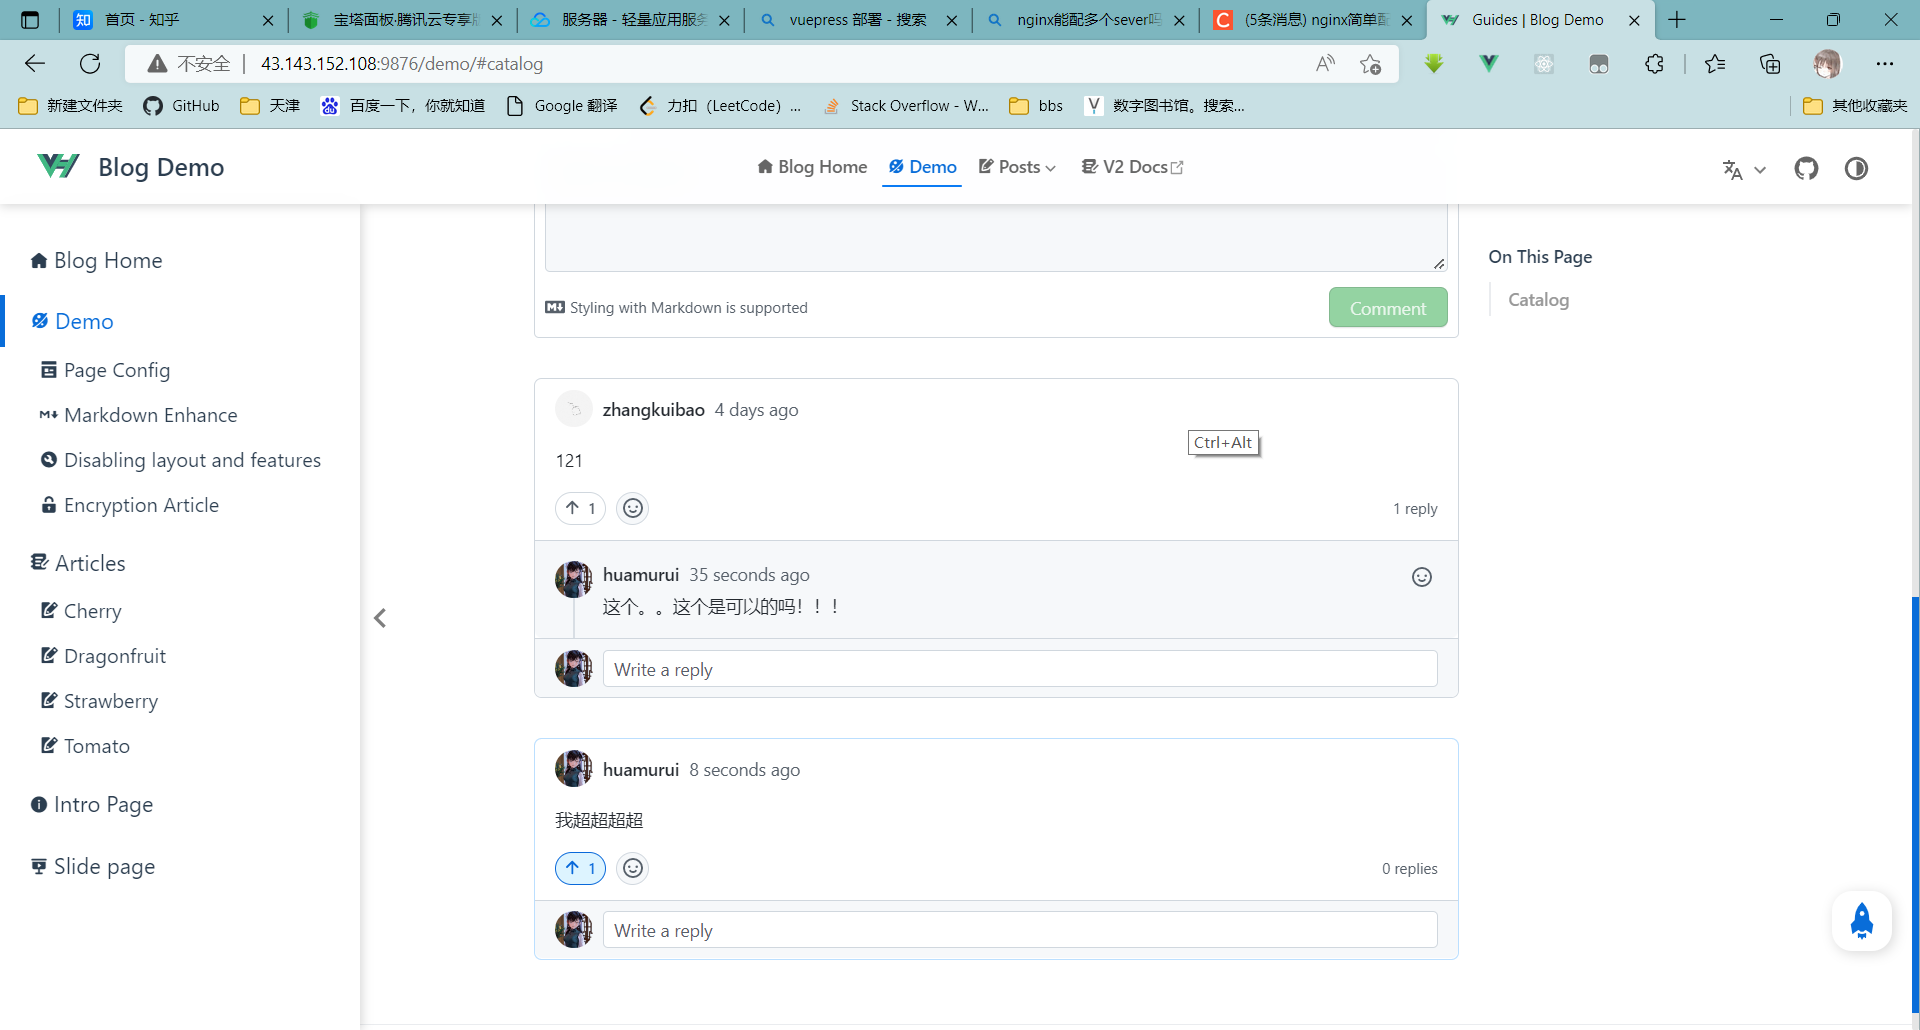 首页 - 知乎
宝塔面板·腾讯云专享版
服务器 - 轻量应用服务
vuepress 部署 - 搜索
nginx能配多个sever吗
(5条消息) nginx简单配
Guides | Blog Demo
不安全 43.143.152.108:9876/demo/#catalog
新建文件夹 GitHub 天津 百度一下，你就知道 Google 翻译 力扣（LeetCode）... Stack Overflow - W... bbs 数字图书馆。搜索... 其他收藏夹
Blog Demo
Blog Home Demo Posts V2 Docs
Blog Home
Demo
Page Config
Markdown Enhance
Disabling layout and features
Encryption Article
Articles
Cherry
Dragonfruit
Strawberry
Tomato
Intro Page
Slide page
Styling with Markdown is supported
Comment
zhangkuibao 4 days ago
Ctrl+Alt
121
1
1 reply
huamurui 35 seconds ago
这个。。这个是可以的吗！！！
Write a reply
huamurui 8 seconds ago
我超超超超
1
0 replies
Write a reply
On This Page
Catalog